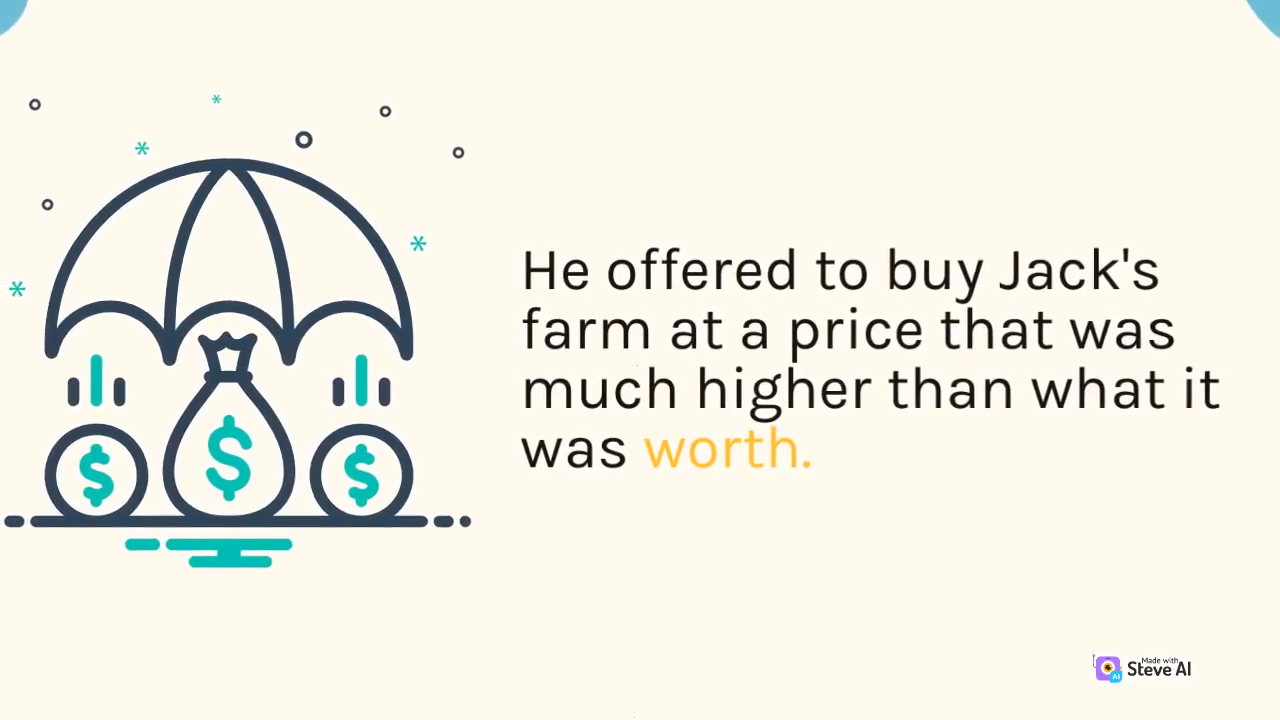 He offered to buy Jack's
farm at a price that was
much higher than what it
was worth.
$ $ $
Made with
Steve AI
AI